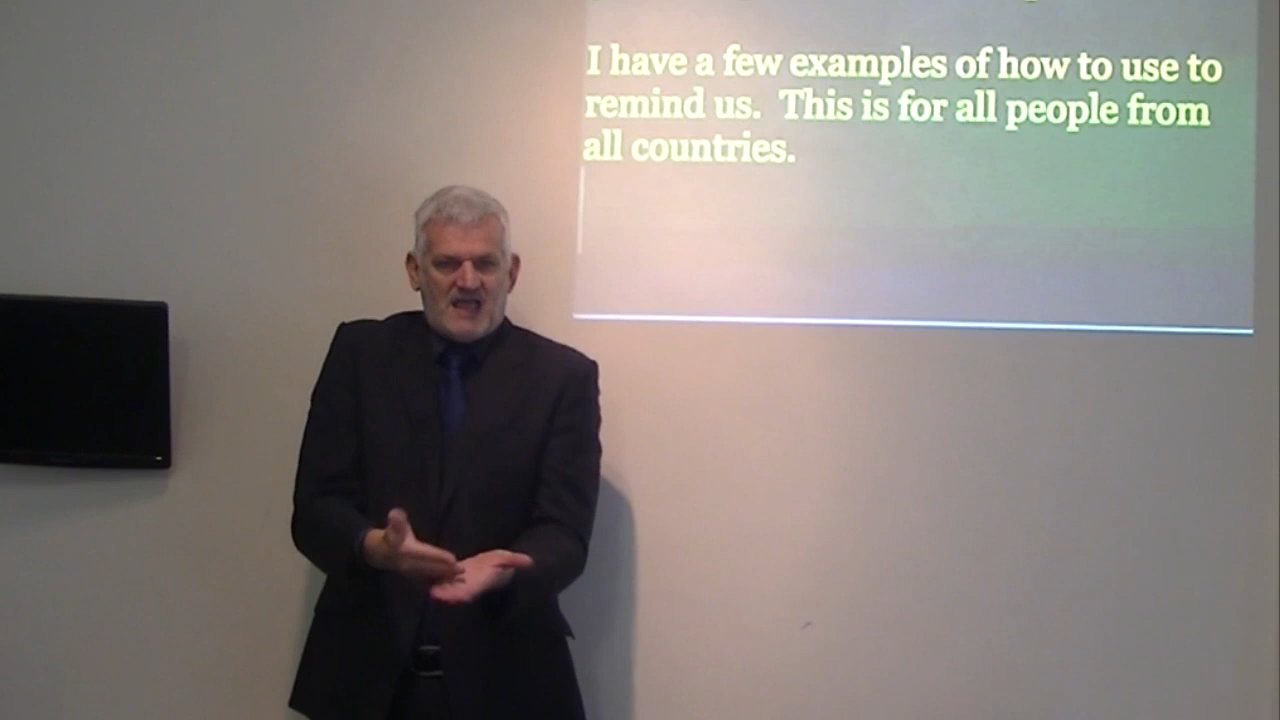 I have a few examples of how to use to
remind us.  This is for all people from
all countries.